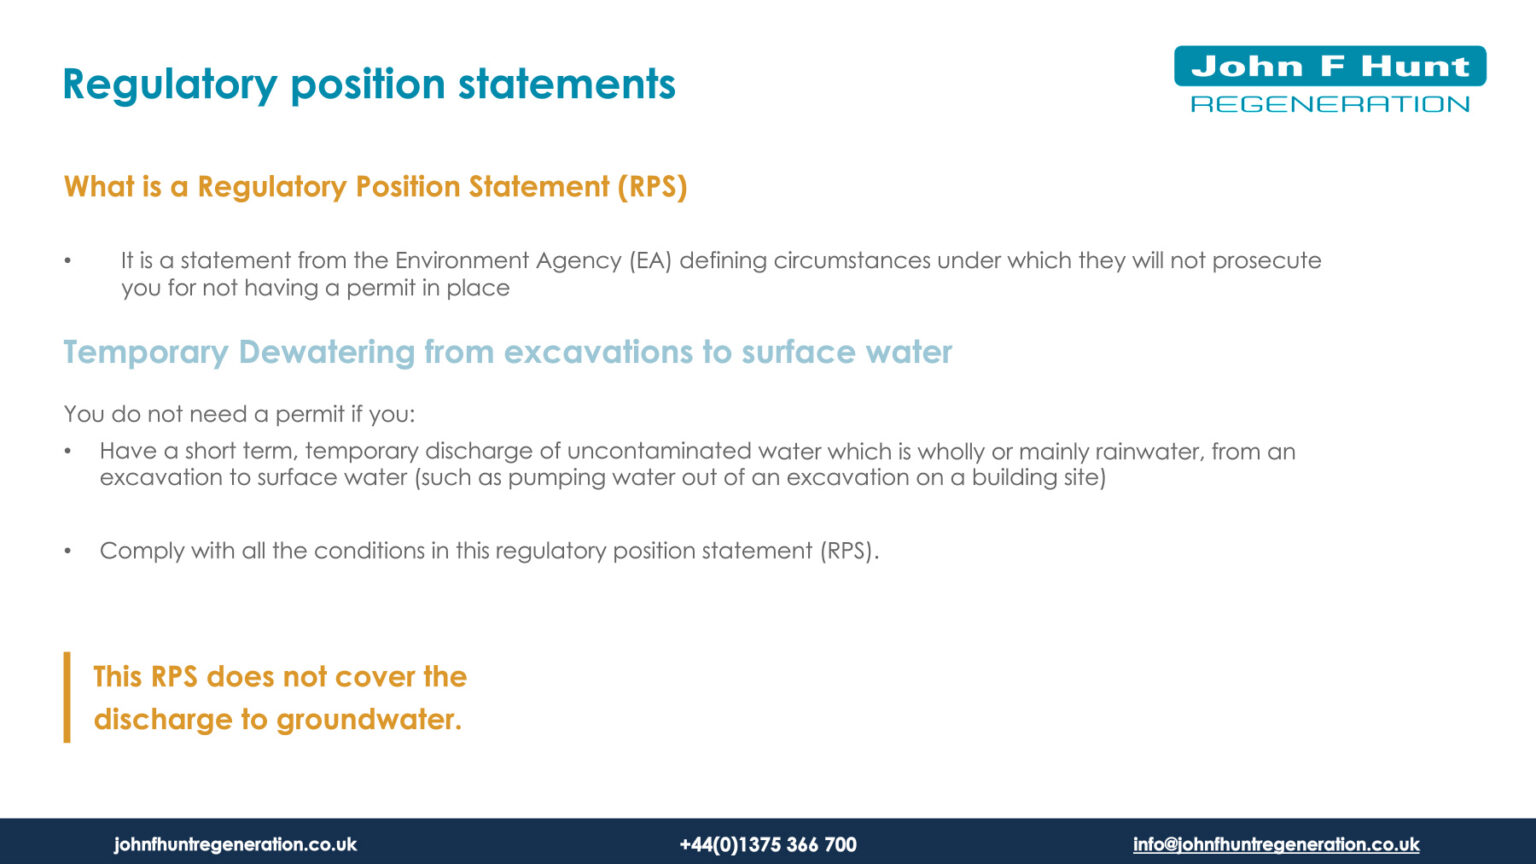 Regulatory position statements
John F Hunt
REGENERATION
What is a Regulatory Position Statement (RPS)
• It is a statement from the Environment Agency (EA) defining circumstances under which they will not prosecute
you for not having a permit in place
Temporary Dewatering from excavations to surface water
You do not need a permit if you:
• Have a short term, temporary discharge of uncontaminated water which is wholly or mainly rainwater, from an
excavation to surface water (such as pumping water out of an excavation on a building site)
• Comply with all the conditions in this regulatory position statement (RPS).
This RPS does not cover the
discharge to groundwater.
johnfhuntregeneration.co.uk
+44(0)1375 366 700
info@johnfhuntregeneration.co.uk